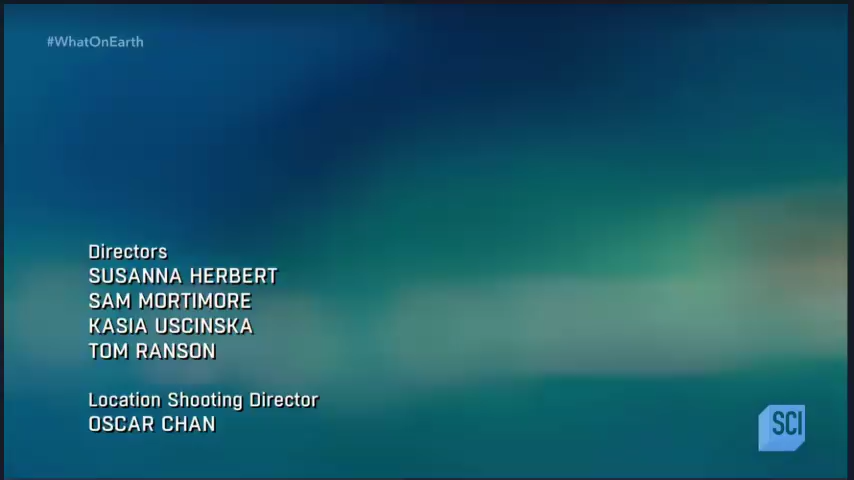 #WhatOnEarth
Directors
SUSANNA HERBERT
SAM MORTIMORE
KASIA USCINSKA
TOM RANSON
Location Shooting Director
OSCAR CHAN
SCI